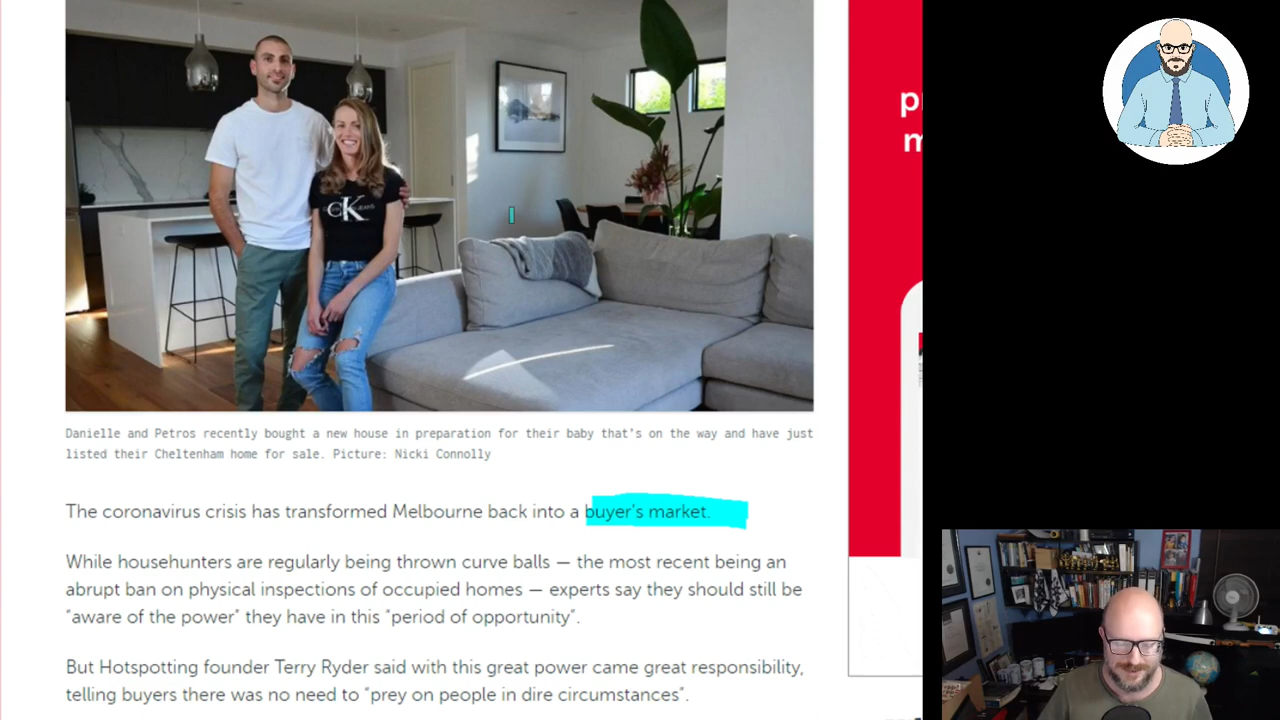 CK
Danielle and Petros recently bought a new house in preparation for their baby that's on the way and have just
listed their Cheltenham home for sale. Picture: Nicki Connolly
The coronavirus crisis has transformed Melbourne back into a buyer's market.
While househunters are regularly being thrown curve balls — the most recent being an
abrupt ban on physical inspections of occupied homes — experts say they should still be
"aware of the power" they have in this "period of opportunity".
But Hotspotting founder Terry Ryder said with this great power came great responsibility,
telling buyers there was no need to "prey on people in dire circumstances".